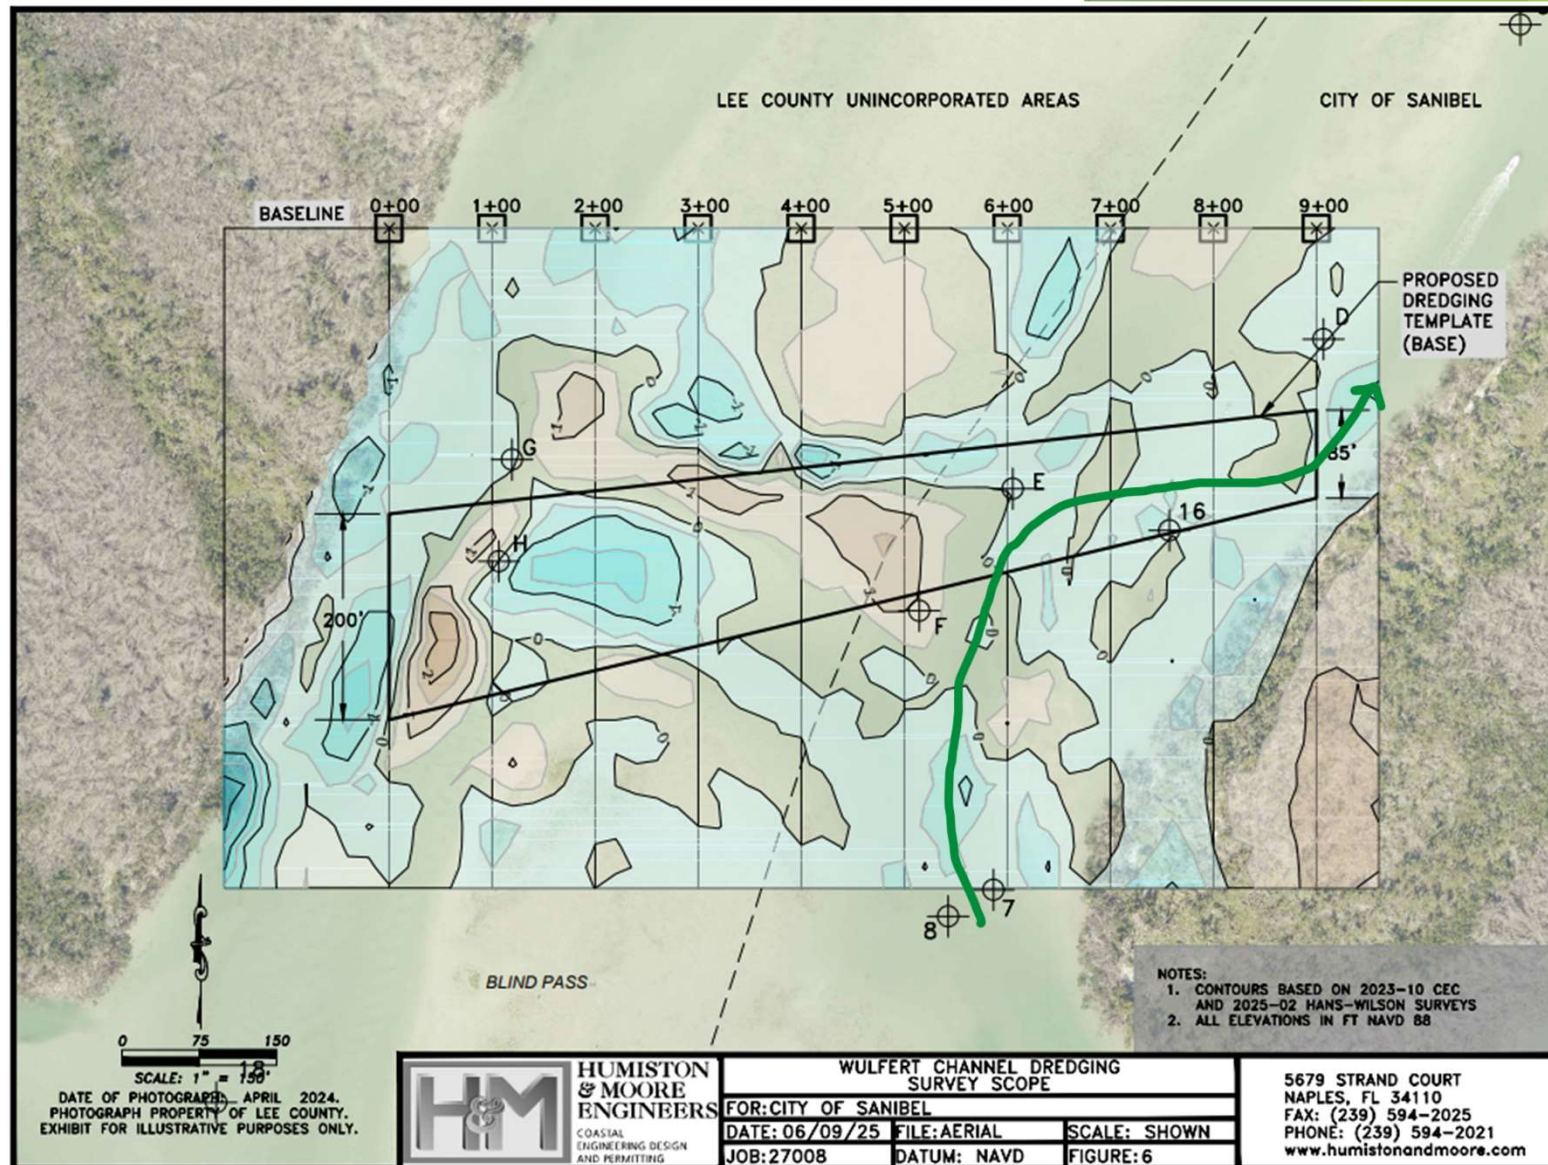 LEE COUNTY UNINCORPORATED AREAS
CITY OF SANIBEL
BASELINE
0+00 1+00 2+00 3+00 4+00 5+00 6+00 7+00 8+00 9+00
PROPOSED
DREDGING
TEMPLATE
(BASE)
D
G
E
85'
16
H
200'
F
7
8
BLIND PASS
NOTES:
1. CONTOURS BASED ON 2023-10 CEC
AND 2025-02 HANS-WILSON SURVEYS
2. ALL ELEVATIONS IN FT NAVD 88
0 75 150
18
SCALE: 1" = 150'
DATE OF PHOTOGRAPH: APRIL 2024.
PHOTOGRAPH PROPERTY OF LEE COUNTY.
EXHIBIT FOR ILLUSTRATIVE PURPOSES ONLY.
H&M
HUMISTON
& MOORE
ENGINEERS
COASTAL
ENGINEERING DESIGN
AND PERMITTING
WULFERT CHANNEL DREDGING
SURVEY SCOPE
FOR: CITY OF SANIBEL
DATE: 06/09/25 FILE: AERIAL SCALE: SHOWN
JOB: 27008 DATUM: NAVD FIGURE: 6
5679 STRAND COURT
NAPLES, FL 34110
FAX: (239) 594-2025
PHONE: (239) 594-2021
www.humistonandmoore.com